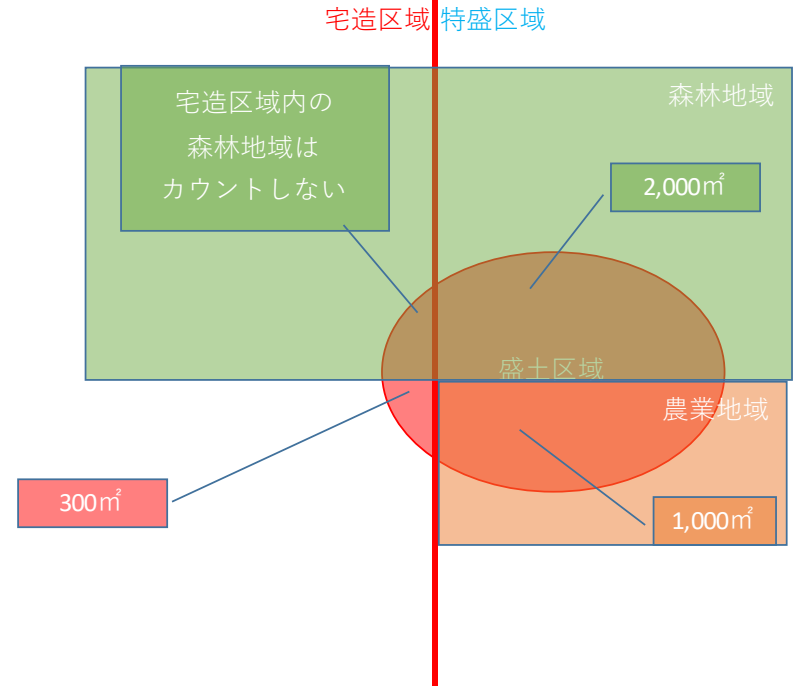 宅造区域 特盛区域
森林地域
宅造区域内の
森林地域は
カウントしない
2,000㎡
盛土区域
農業地域
300㎡
1,000㎡